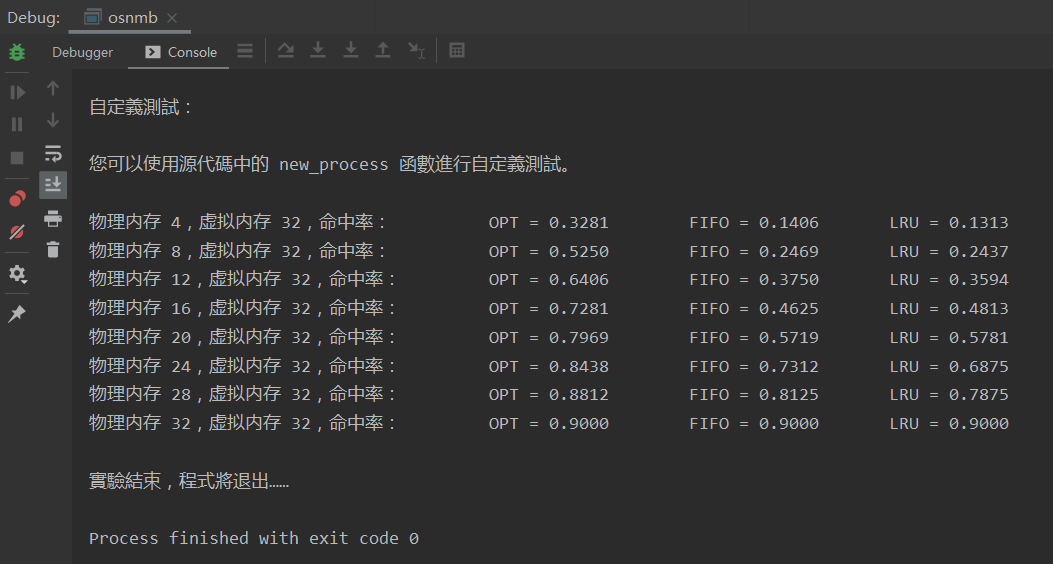 Debug: osnmb
Debugger Console
自定義測試：
您可以使用源代碼中的 new_process 函數進行自定義測試。
物理内存 4，虚拟内存 32，命中率： OPT = 0.3281 FIFO = 0.1406 LRU = 0.1313
物理内存 8，虚拟内存 32，命中率： OPT = 0.5250 FIFO = 0.2469 LRU = 0.2437
物理内存 12，虚拟内存 32，命中率： OPT = 0.6406 FIFO = 0.3750 LRU = 0.3594
物理内存 16，虚拟内存 32，命中率： OPT = 0.7281 FIFO = 0.4625 LRU = 0.4813
物理内存 20，虚拟内存 32，命中率： OPT = 0.7969 FIFO = 0.5719 LRU = 0.5781
物理内存 24，虚拟内存 32，命中率： OPT = 0.8438 FIFO = 0.7312 LRU = 0.6875
物理内存 28，虚拟内存 32，命中率： OPT = 0.8812 FIFO = 0.8125 LRU = 0.7875
物理内存 32，虚拟内存 32，命中率： OPT = 0.9000 FIFO = 0.9000 LRU = 0.9000
實驗結束，程式將退出……
Process finished with exit code 0